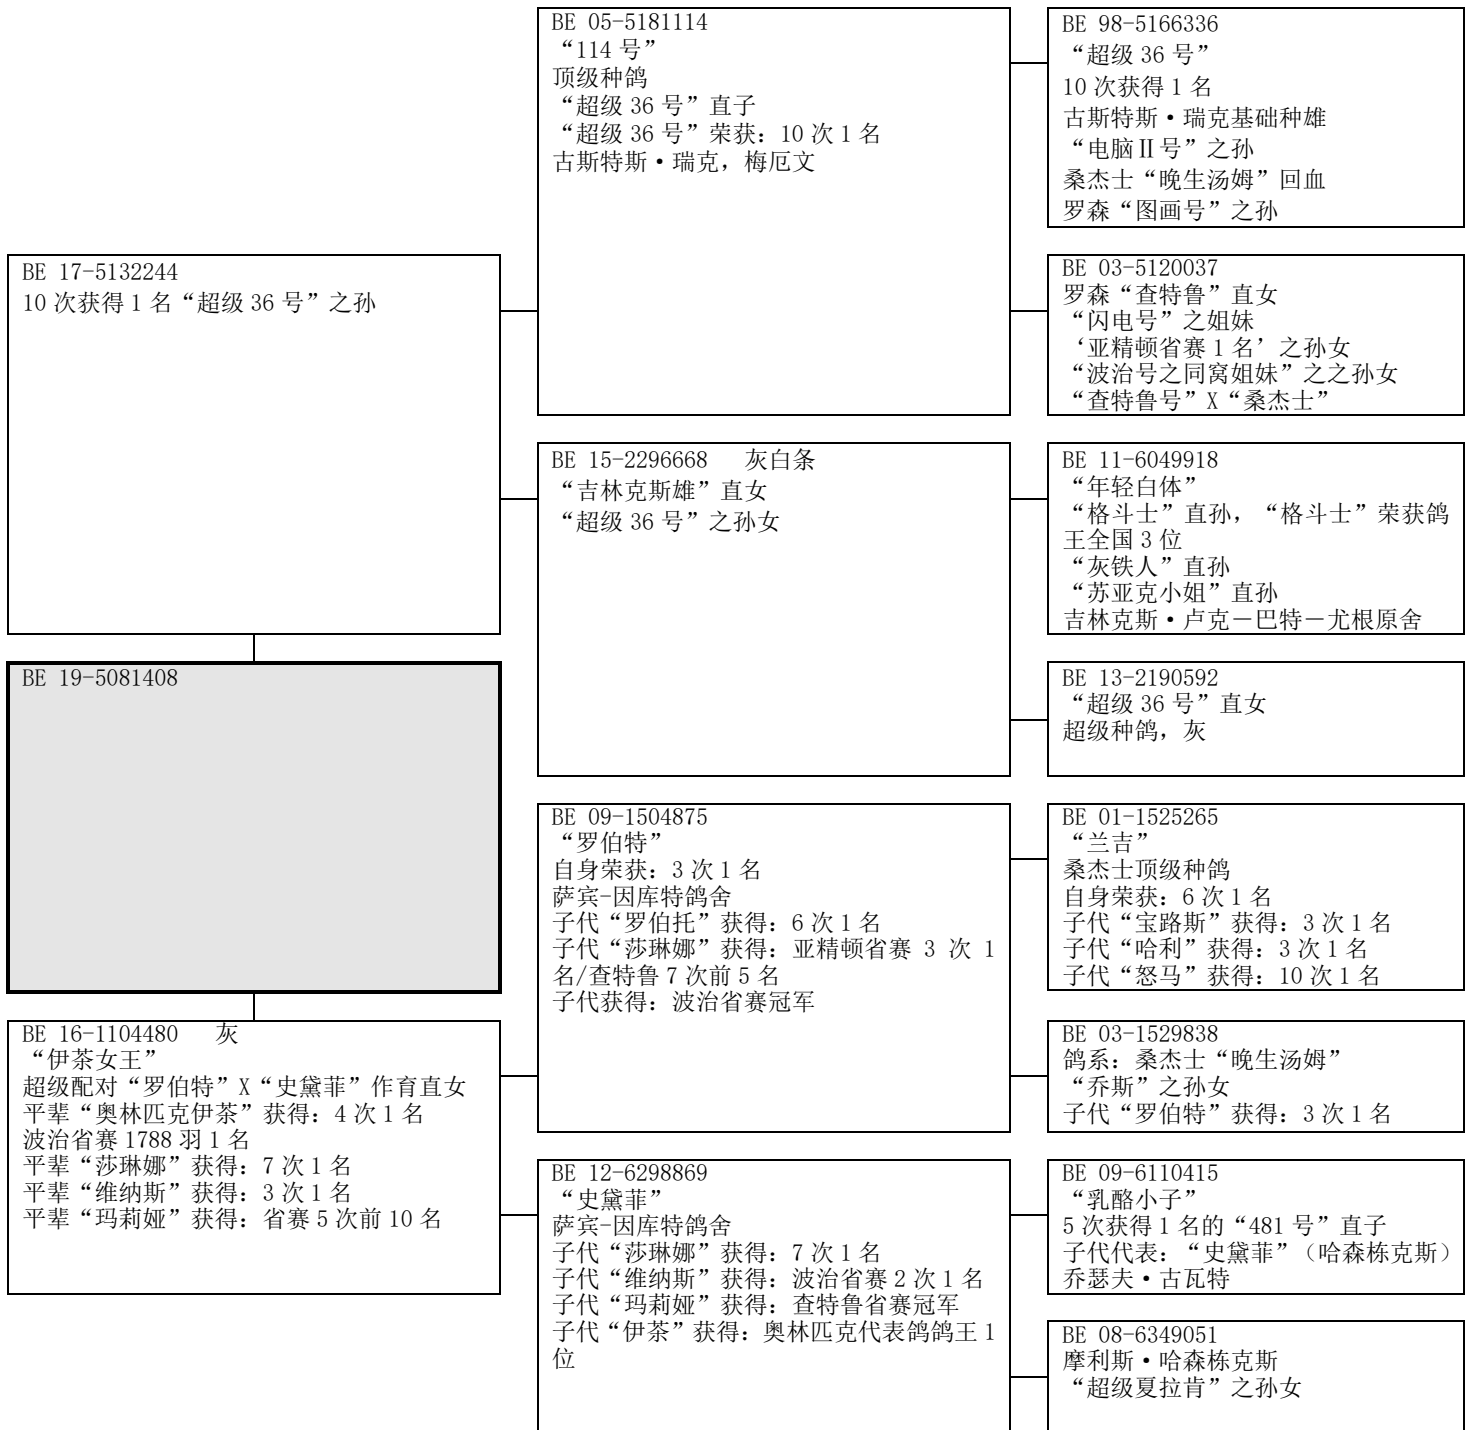 BE 05-5181114
“114 号”
顶级种鸽
“超级 36 号”直子
“超级 36 号”荣获：10 次 1 名
古斯特斯·瑞克，梅厄文
BE 98-5166336
“超级 36 号”
10 次获得 1 名
古斯特斯·瑞克基础种雄
“电脑Ⅱ号”之孙
桑杰士“晚生汤姆”回血
罗森“图画号”之孙
BE 17-5132244
10 次获得 1 名“超级 36 号”之孙
BE 03-5120037
罗森“查特鲁”直女
“闪电号”之姐妹
‘亚精顿省赛 1 名’之孙女
“波治号之同窝姐妹”之之孙女
“查特鲁号”X“桑杰士”
BE 15-2296668 灰白条
“吉林克斯雄”直女
“超级 36 号”之孙女
BE 11-6049918
“年轻白体”
“格斗士”直孙，“格斗士”荣获鸽
王全国 3 位
“灰铁人”直孙
“苏亚克小姐”直孙
吉林克斯·卢克－巴特－尤根原舍
BE 19-5081408
BE 13-2190592
“超级 36 号”直女
超级种鸽，灰
BE 09-1504875
“罗伯特”
自身荣获：3 次 1 名
萨宾-因库特鸽舍
子代“罗伯托”获得：6 次 1 名
子代“莎琳娜”获得：亚精顿省赛 3 次 1
名/查特鲁 7 次前 5 名
子代获得：波治省赛冠军
BE 01-1525265
“兰吉”
桑杰士顶级种鸽
自身荣获：6 次 1 名
子代“宝路斯”获得：3 次 1 名
子代“哈利”获得：3 次 1 名
子代“怒马”获得：10 次 1 名
BE 16-1104480 灰
“伊茶女王”
超级配对“罗伯特”X“史黛菲”作育直女
平辈“奥林匹克伊茶”获得：4 次 1 名
波治省赛 1788 羽 1 名
平辈“莎琳娜”获得：7 次 1 名
平辈“维纳斯”获得：3 次 1 名
平辈“玛莉娅”获得：省赛 5 次前 10 名
BE 03-1529838
鸽系：桑杰士“晚生汤姆”
“乔斯”之孙女
子代“罗伯特”获得：3 次 1 名
BE 12-6298869
“史黛菲”
萨宾-因库特鸽舍
子代“莎琳娜”获得：7 次 1 名
子代“维纳斯”获得：波治省赛 2 次 1 名
子代“玛莉娅”获得：查特鲁省赛冠军
子代“伊茶”获得：奥林匹克代表鸽鸽王 1
位
BE 09-6110415
“乳酪小子”
5 次获得 1 名的“481 号”直子
子代代表：“史黛菲”（哈森栋克斯）
乔瑟夫·古瓦特
BE 08-6349051
摩利斯·哈森栋克斯
“超级夏拉肯”之孙女